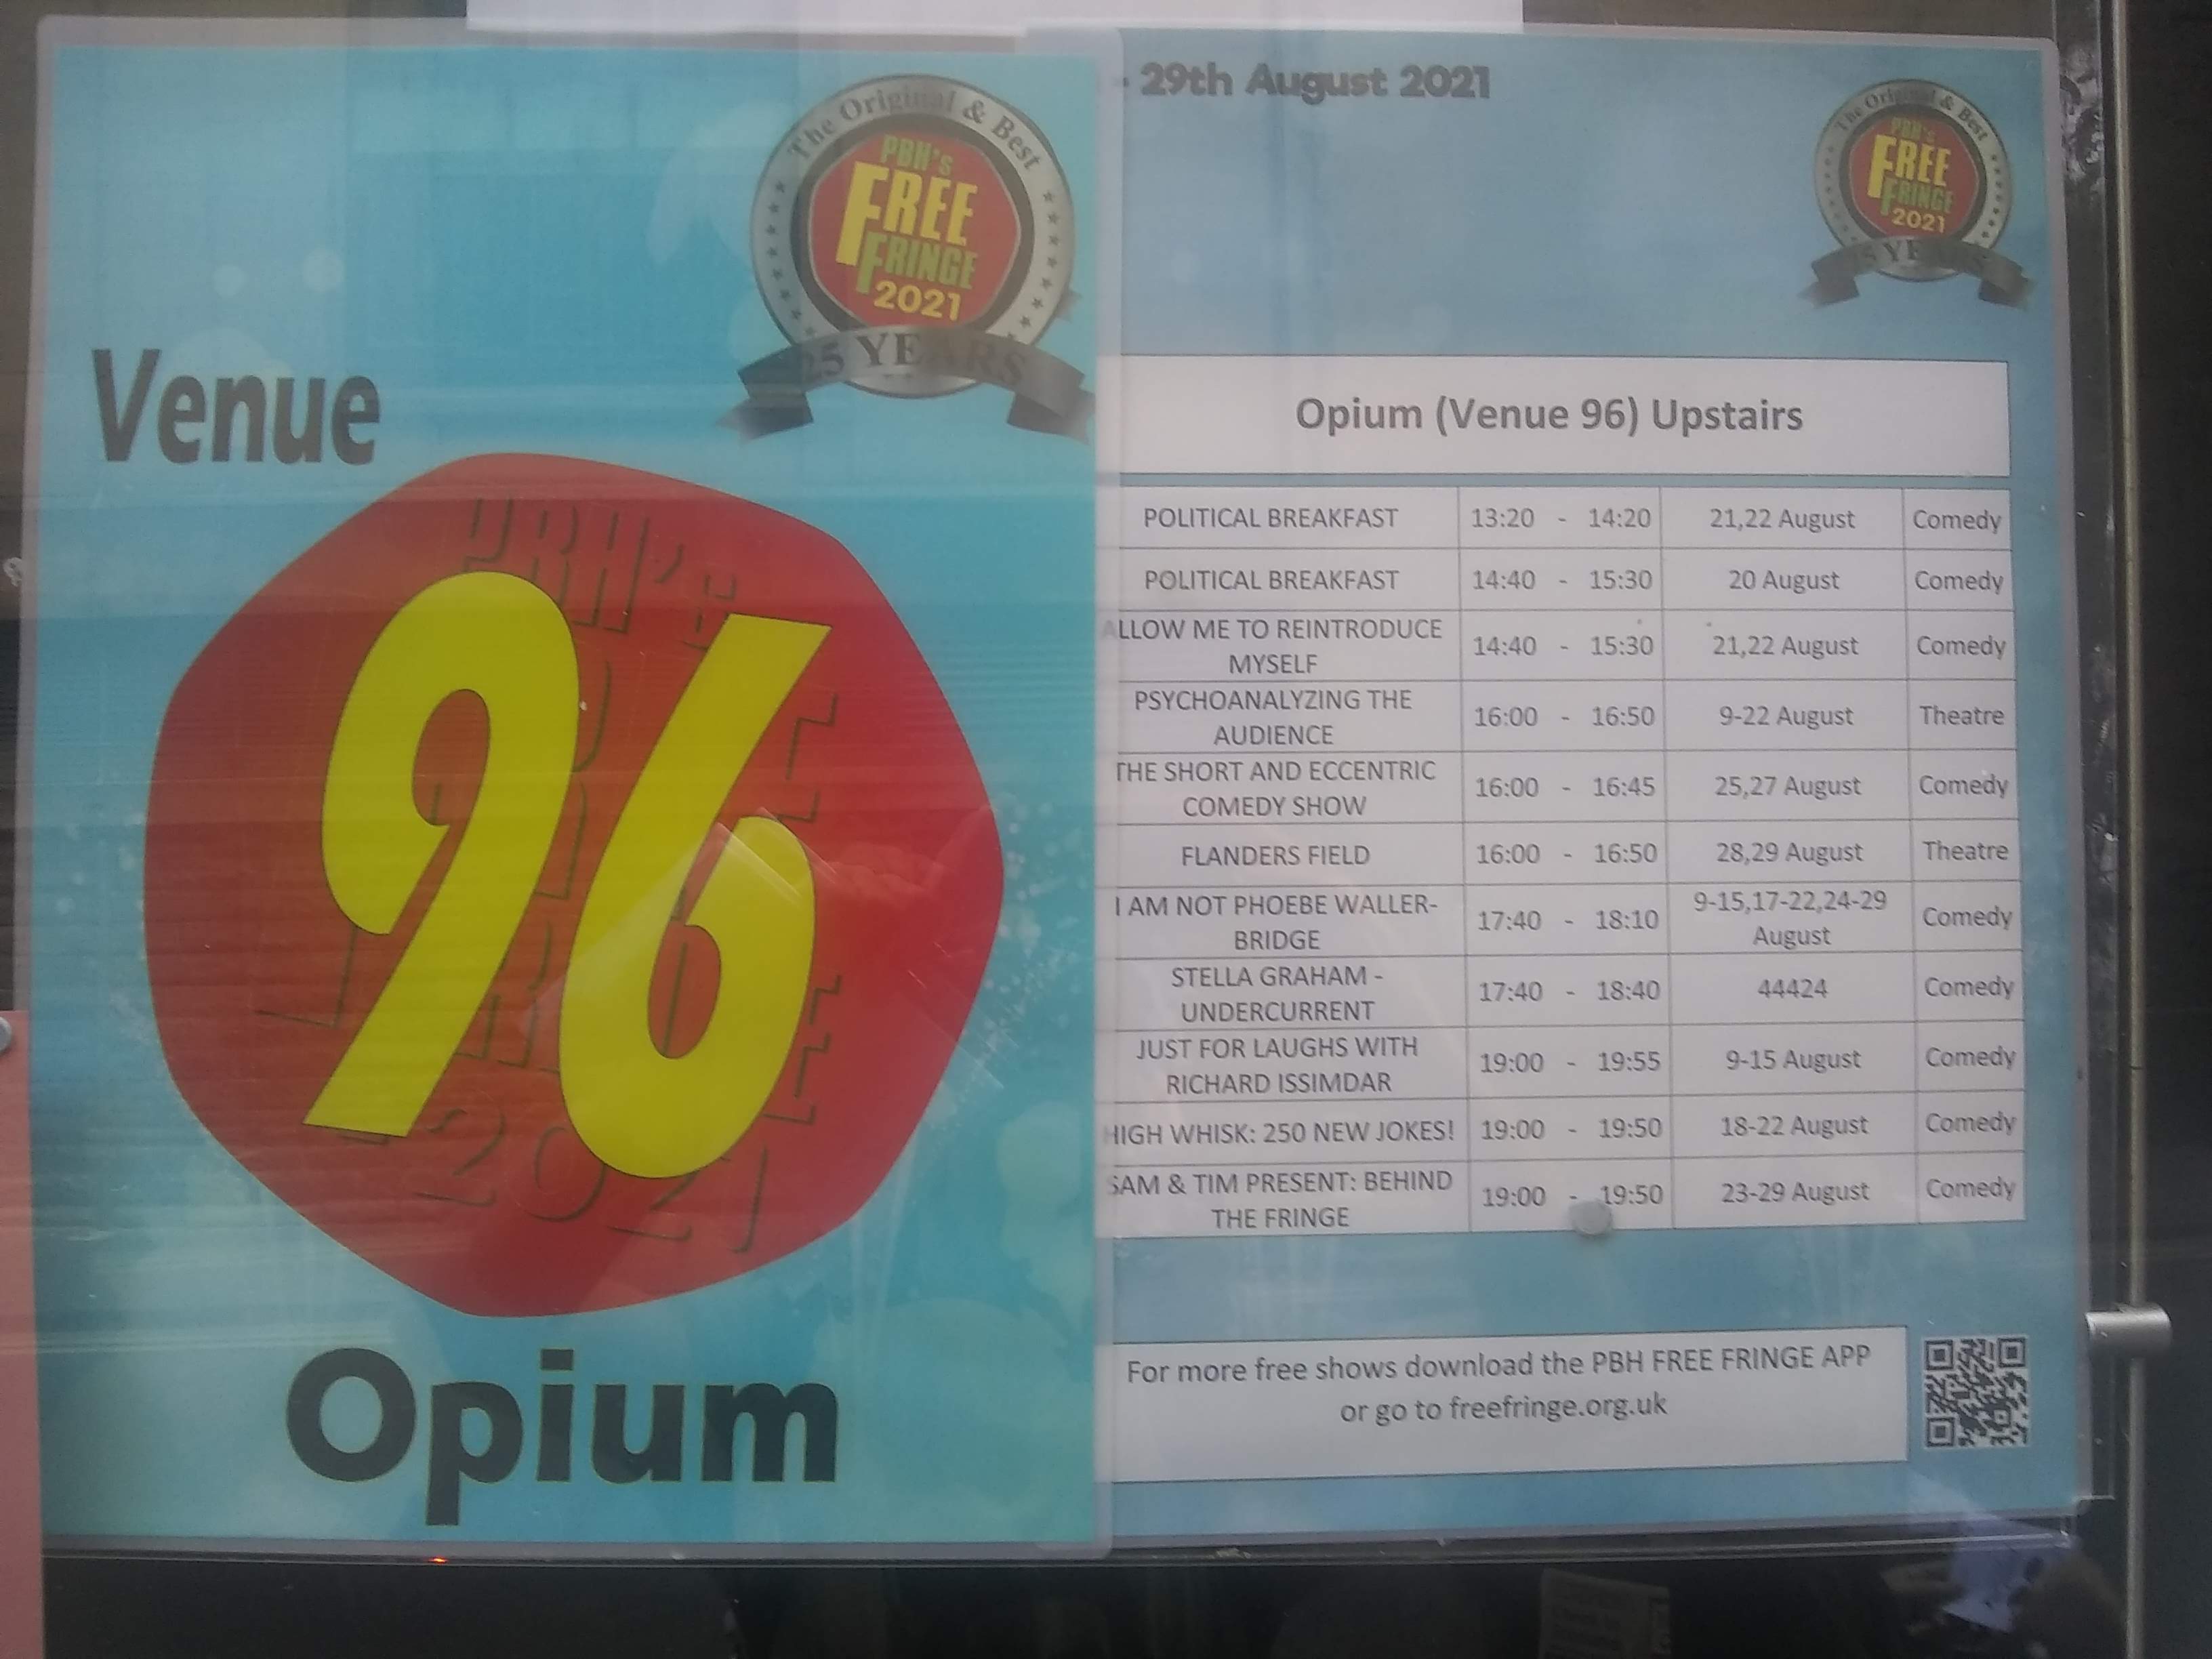 The Original & Best
PBH's
FREE
FRINGE
2021
25 YEARS
Venue
96
2021
Opium
- 29th August 2021
The Original & Best
PBH's
FREE
FRINGE
2021
Opium (Venue 96) Upstairs
POLITICAL BREAKFAST 13:20 - 14:20 21,22 August Comedy
POLITICAL BREAKFAST 14:40 - 15:30 20 August Comedy
ALLOW ME TO REINTRODUCE
MYSELF 14:40 - 15:30 21,22 August Comedy
PSYCHOANALYZING THE
AUDIENCE 16:00 - 16:50 9-22 August Theatre
THE SHORT AND ECCENTRIC
COMEDY SHOW 16:00 - 16:45 25,27 August Comedy
FLANDERS FIELD 16:00 - 16:50 28,29 August Theatre
I AM NOT PHOEBE WALLER-
BRIDGE 17:40 - 18:10 9-15,17-22,24-29
August Comedy
STELLA GRAHAM -
UNDERCURRENT 17:40 - 18:40 44424 Comedy
JUST FOR LAUGHS WITH
RICHARD ISSIMDAR 19:00 - 19:55 9-15 August Comedy
HIGH WHISK: 250 NEW JOKES! 19:00 - 19:50 18-22 August Comedy
SAM & TIM PRESENT: BEHIND
THE FRINGE 19:00 - 19:50 23-29 August Comedy
For more free shows download the PBH FREE FRINGE APP
or go to freefringe.org.uk